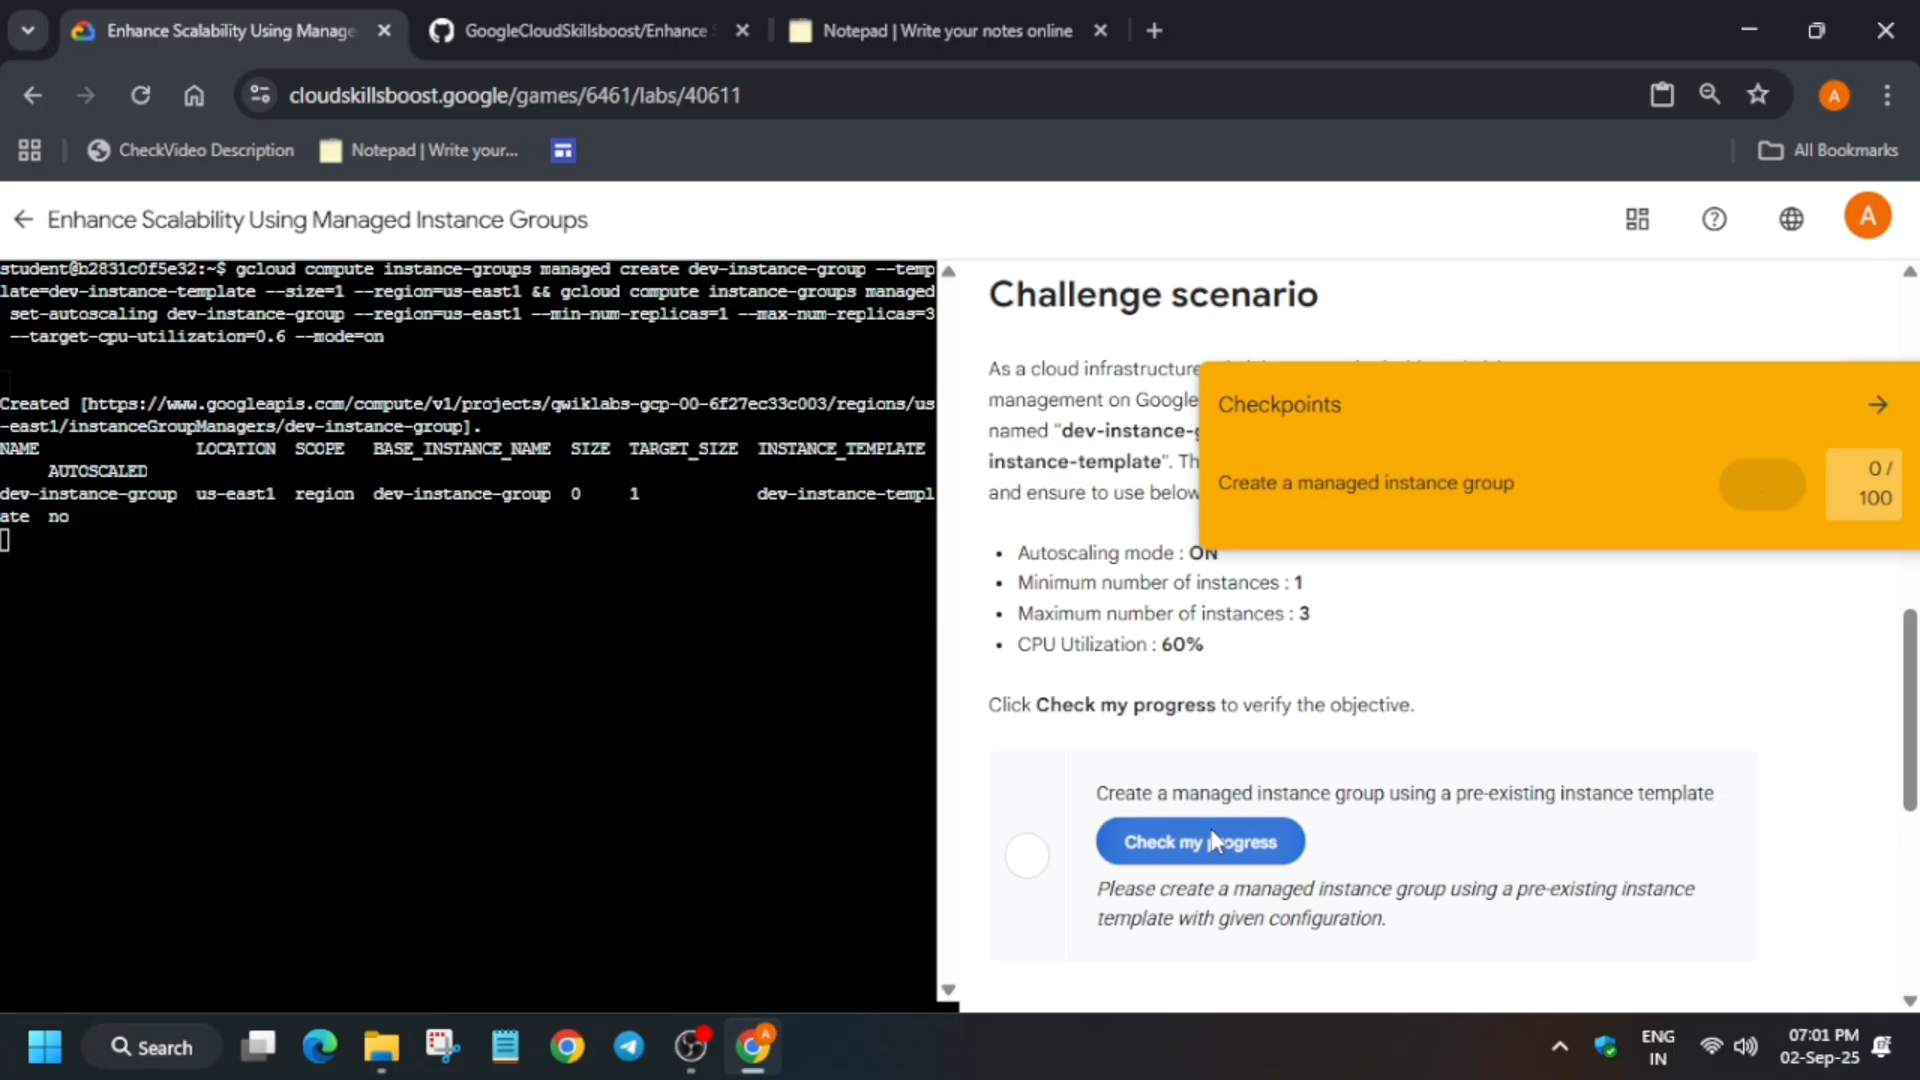 Enhance Scalability Using Manage
GoogleCloudSkillsboost/Enhance
Notepad | Write your notes online
cloudskillsboost.google/games/6461/labs/40611
A
CheckVideo Description
Notepad | Write your...
All Bookmarks
Enhance Scalability Using Managed Instance Groups
A
student@b2831c0f5e32:~$ gcloud compute instance-groups managed create dev-instance-group --temp
late=dev-instance-template --size=1 --region=us-east1 && gcloud compute instance-groups managed
set-autoscaling dev-instance-group --region=us-east1 --min-num-replicas=1 --max-num-replicas=3
--target-cpu-utilization=0.6 --mode=on
Created [https://www.googleapis.com/compute/v1/projects/qwiklabs-gcp-00-6f27ec33c003/regions/us
-east1/instanceGroupManagers/dev-instance-group].
NAME LOCATION SCOPE BASE_INSTANCE_NAME SIZE TARGET_SIZE INSTANCE_TEMPLATE
AUTOSCALED
dev-instance-group us-east1 region dev-instance-group 0 1 dev-instance-templ
ate no
Challenge scenario
As a cloud infrastructure
management on Google
named "dev-instance-g
instance-template". Th
and ensure to use below
Checkpoints
Create a managed instance group
0 /
100
• Autoscaling mode : ON
• Minimum number of instances : 1
• Maximum number of instances : 3
• CPU Utilization : 60%
Click Check my progress to verify the objective.
Create a managed instance group using a pre-existing instance template
Check my progress
Please create a managed instance group using a pre-existing instance
template with given configuration.
Search
A
ENG
IN
07:01 PM
02-Sep-25